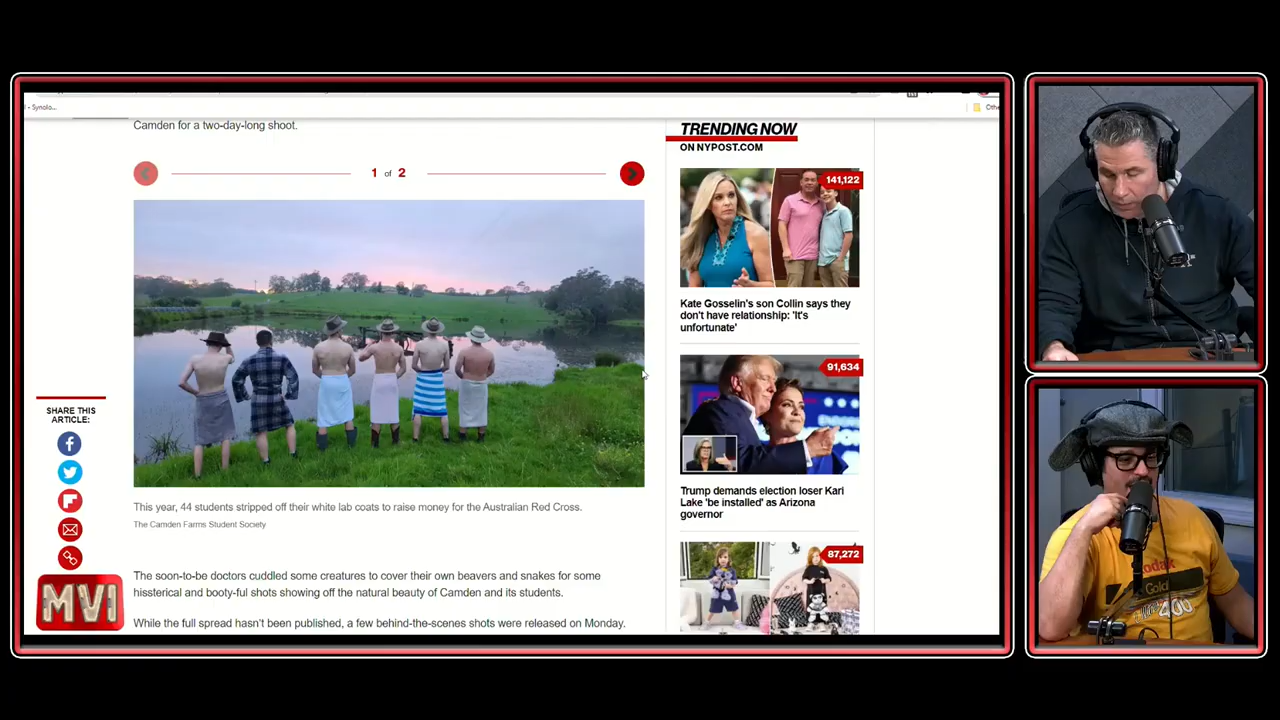 - Synolo...
Othe
Camden for a two-day-long shoot.
1 of 2
This year, 44 students stripped off their white lab coats to raise money for the Australian Red Cross.
The Camden Farms Student Society
SHARE THIS
ARTICLE:
The soon-to-be doctors cuddled some creatures to cover their own beavers and snakes for some
hissterical and booty-ful shots showing off the natural beauty of Camden and its students.
While the full spread hasn't been published, a few behind-the-scenes shots were released on Monday.
MVI
TRENDING NOW
ON NYPOST.COM
141,122
Kate Gosselin's son Collin says they
don't have relationship: 'It's
unfortunate'
91,634
Trump demands election loser Kari
Lake 'be installed' as Arizona
governor
87,272
Kodak
Gold
400